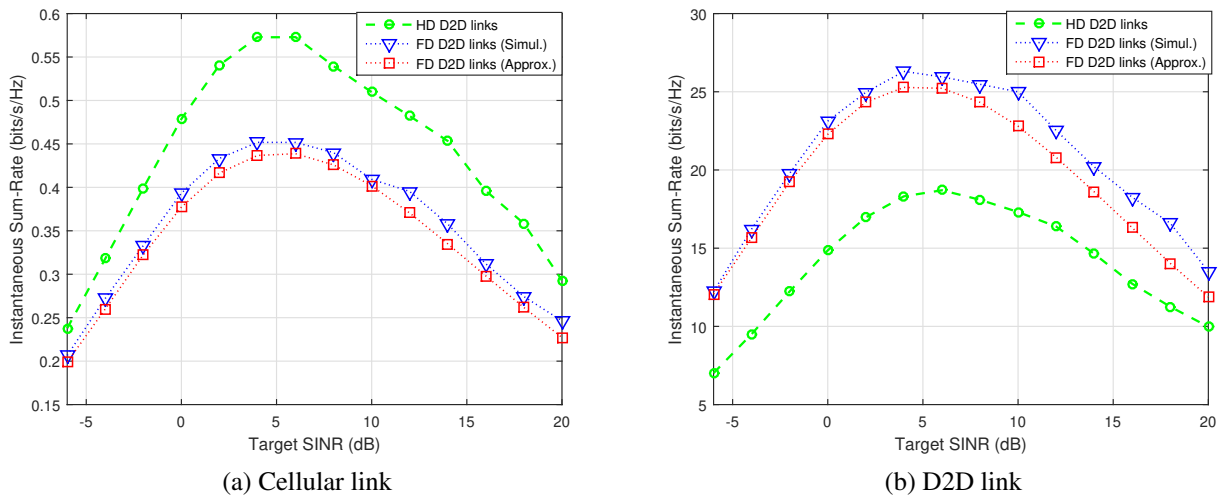 HD D2D links
FD D2D links (Simul.)
FD D2D links (Approx.)
Instantaneous Sum-Rate (bits/s/Hz)
0.6
0.55
0.5
0.45
0.4
0.35
0.3
0.25
0.2
0.15
-5 0 5 10 15 20
Target SINR (dB)
(a) Cellular link
HD D2D links
FD D2D links (Simul.)
FD D2D links (Approx.)
Instantaneous Sum-Rate (bits/s/Hz)
30
25
20
15
10
5
-5 0 5 10 15 20
Target SINR (dB)
(b) D2D link